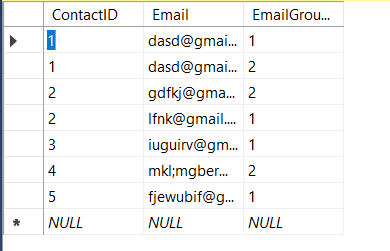 ContactID Email EmailGrou...
1 dasd@gmai... 1
1 dasd@gmai... 2
2 gdfkj@gma... 2
2 lfnk@gmail.... 1
3 iuguirv@gm... 1
4 mkl;mgber... 2
5 fjewubif@g... 1
NULL NULL NULL